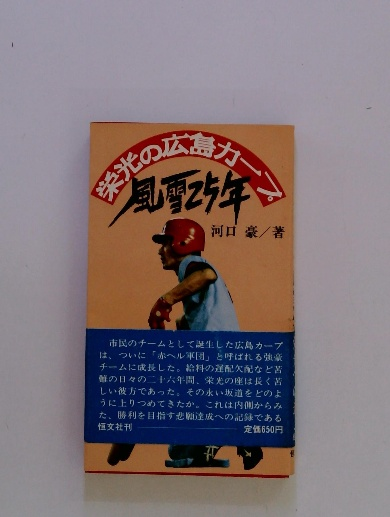 栄光の広島カープ
風雪25年
河口 豪／著
市民のチームとして誕生した広島カープ
は、ついに「赤ヘル軍団」と呼ばれる強豪
チームに成長した。給料の遅配欠配など苦
難の日々の二十六年間、栄光の座は長く苦
しい彼方であった。その永い坂道をどのよ
うに上りつめてきたか。これは内側からみ
た、勝利を目指す悲願達成への記録である
恒文社刊 定価650円